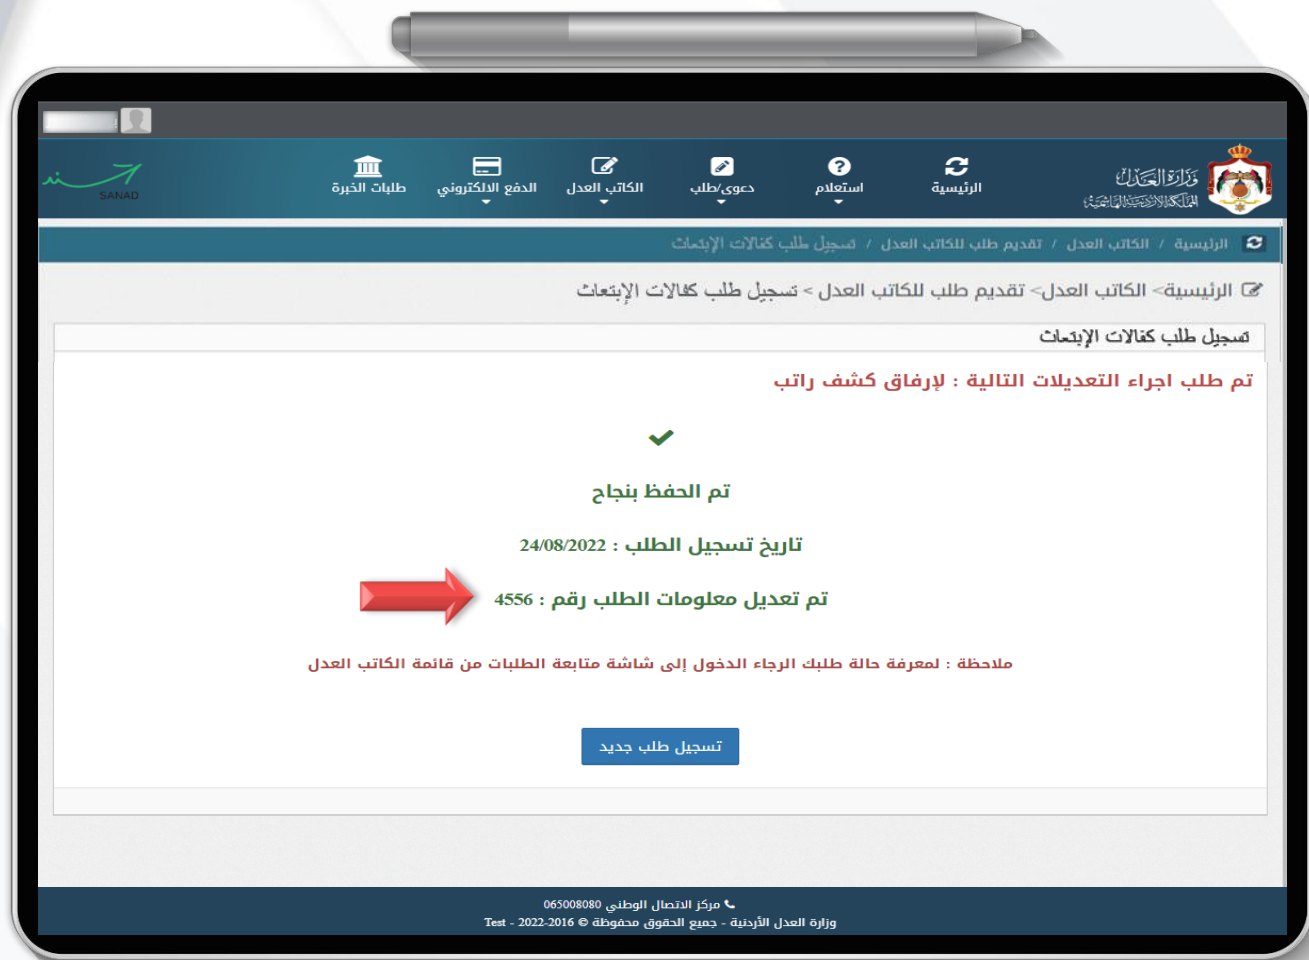 وزارة العدل
المملكة الأردنية الهاشمية
الرئيسية
استعلام
دعوى/طلب
الكاتب العدل
الدفع الالكتروني
طلبات الخبرة
سند
SANAD
الرئيسية / الكاتب العدل / تقديم طلب للكاتب العدل / تسجيل طلب كفالات الإبتعاث
الرئيسية> الكاتب العدل> تقديم طلب للكاتب العدل > تسجيل طلب كفالات الإبتعاث
تسجيل طلب كفالات الإبتعاث
تم طلب اجراء التعديلات التالية : لإرفاق كشف راتب
تم الحفظ بنجاح
تاريخ تسجيل الطلب : 24/08/2022
تم تعديل معلومات الطلب رقم : 4556
ملاحظة : لمعرفة حالة طلبك الرجاء الدخول إلى شاشة متابعة الطلبات من قائمة الكاتب العدل
تسجيل طلب جديد
مركز الاتصال الوطني 065008080
وزارة العدل الأردنية - جميع الحقوق محفوظة © 2016-2022 - Test